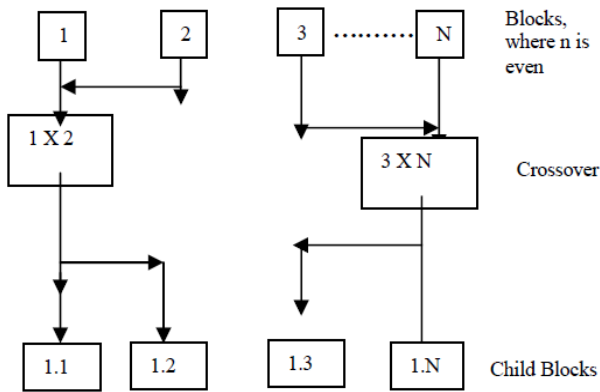 1
2
3 ............ N
Blocks,
where n is
even
1 X 2
3 X N
Crossover
1.1
1.2
1.3
1.N
Child Blocks